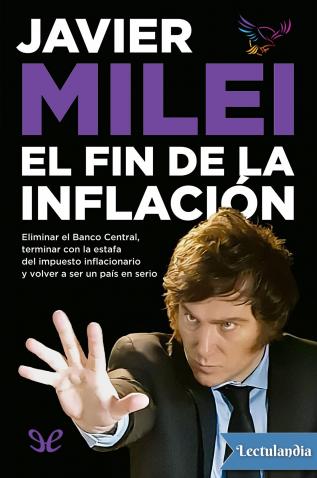 JAVIER
MILEI
EL FIN DE LA
INFLACIÓN
Eliminar el Banco Central,
terminar con la estafa
del impuesto inflacionario
y volver a ser un país en serio
Lectulandia